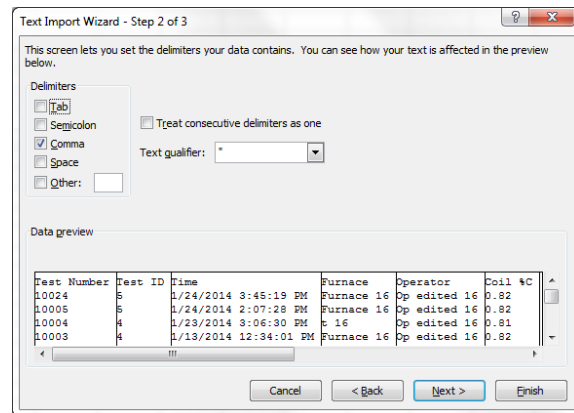 Text Import Wizard - Step 2 of 3
This screen lets you set the delimiters your data contains. You can see how your text is affected in the preview
below.
Delimiters
Tab
Semicolon
Comma
Space
Other:
Treat consecutive delimiters as one
Text qualifier: "
Data preview
Test Number Test ID Time Furnace Operator Coil %C
10024 5 1/24/2014 3:45:19 PM Furnace 16 Op edited 16 0.82
10005 5 1/24/2014 2:07:28 PM Furnace 16 Op edited 16 0.82
10004 4 1/23/2014 3:06:30 PM t 16 Op edited 16 0.81
10003 4 1/13/2014 12:34:01 PM Furnace 16 Op edited 16 0.82
Cancel < Back Next > Finish